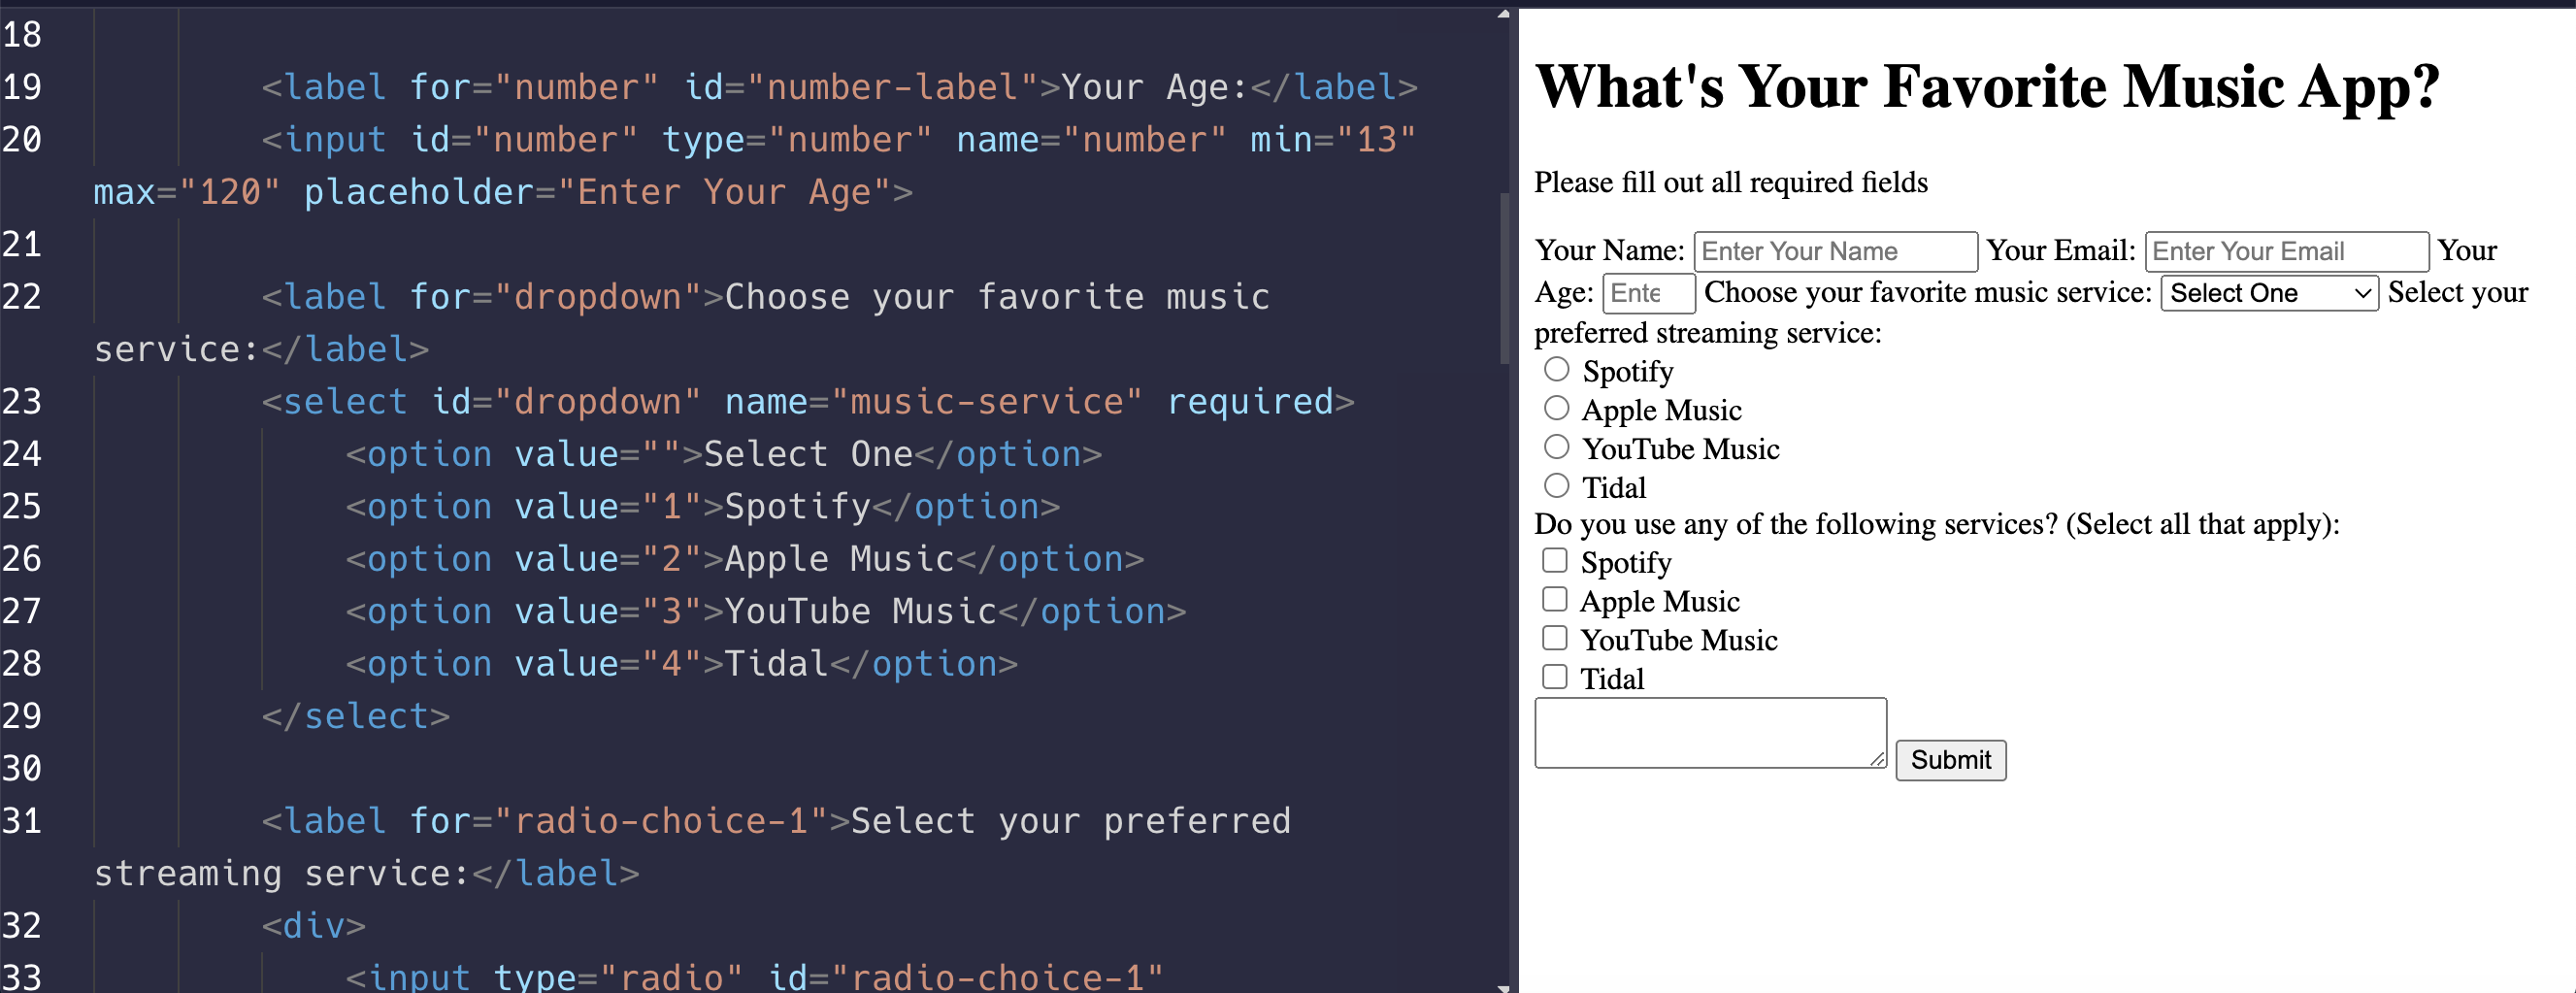 18
19 <label for="number" id="number-label">Your Age:</label>
20 <input id="number" type="number" name="number" min="13"
max="120" placeholder="Enter Your Age">
21
22 <label for="dropdown">Choose your favorite music
service:</label>
23 <select id="dropdown" name="music-service" required>
24 <option value="">Select One</option>
25 <option value="1">Spotify</option>
26 <option value="2">Apple Music</option>
27 <option value="3">YouTube Music</option>
28 <option value="4">Tidal</option>
29 </select>
30
31 <label for="radio-choice-1">Select your preferred
streaming service:</label>
32 <div>
33 <input type="radio" id="radio-choice-1"
What's Your Favorite Music App?
Please fill out all required fields
Your Name: Enter Your Name Your Email: Enter Your Email Your
Age: Ente Choose your favorite music service: Select One Select your
preferred streaming service:
Spotify
Apple Music
YouTube Music
Tidal
Do you use any of the following services? (Select all that apply):
Spotify
Apple Music
YouTube Music
Tidal
Submit